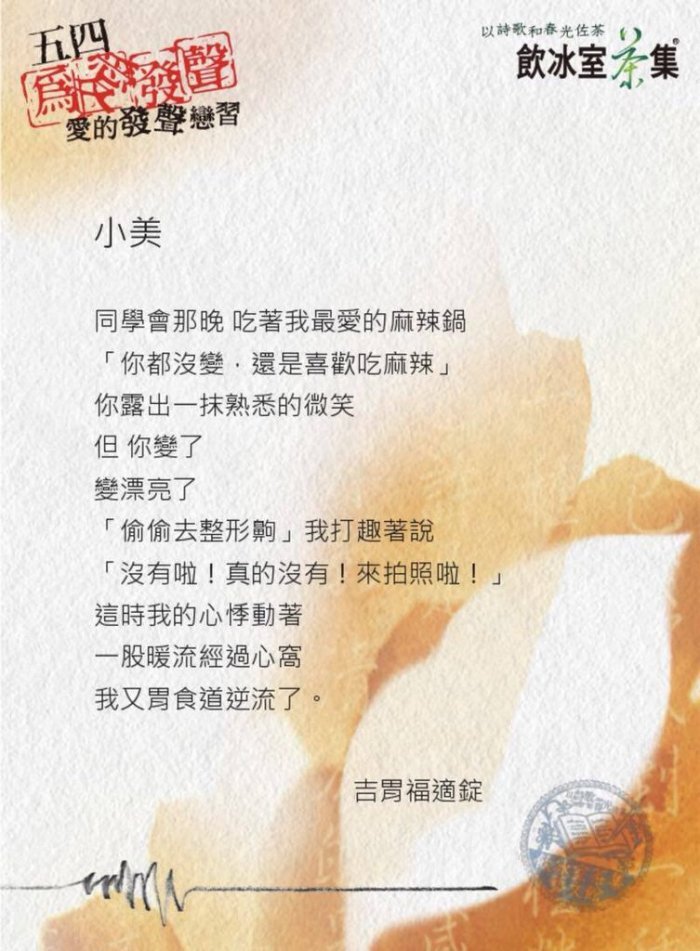 五四
為民發聲
愛的發聲戀習
以詩歌和春光佐茶
飲冰室茶集
小美
同學會那晚 吃著我最愛的麻辣鍋
「你都沒變，還是喜歡吃麻辣」
你露出一抹熟悉的微笑
但 你變了
變漂亮了
「偷偷去整形齁」我打趣著說
「沒有啦！真的沒有！來拍照啦！」
這時我的心悸動著
一股暖流經過心窩
我又胃食道逆流了。
吉胃福適錠